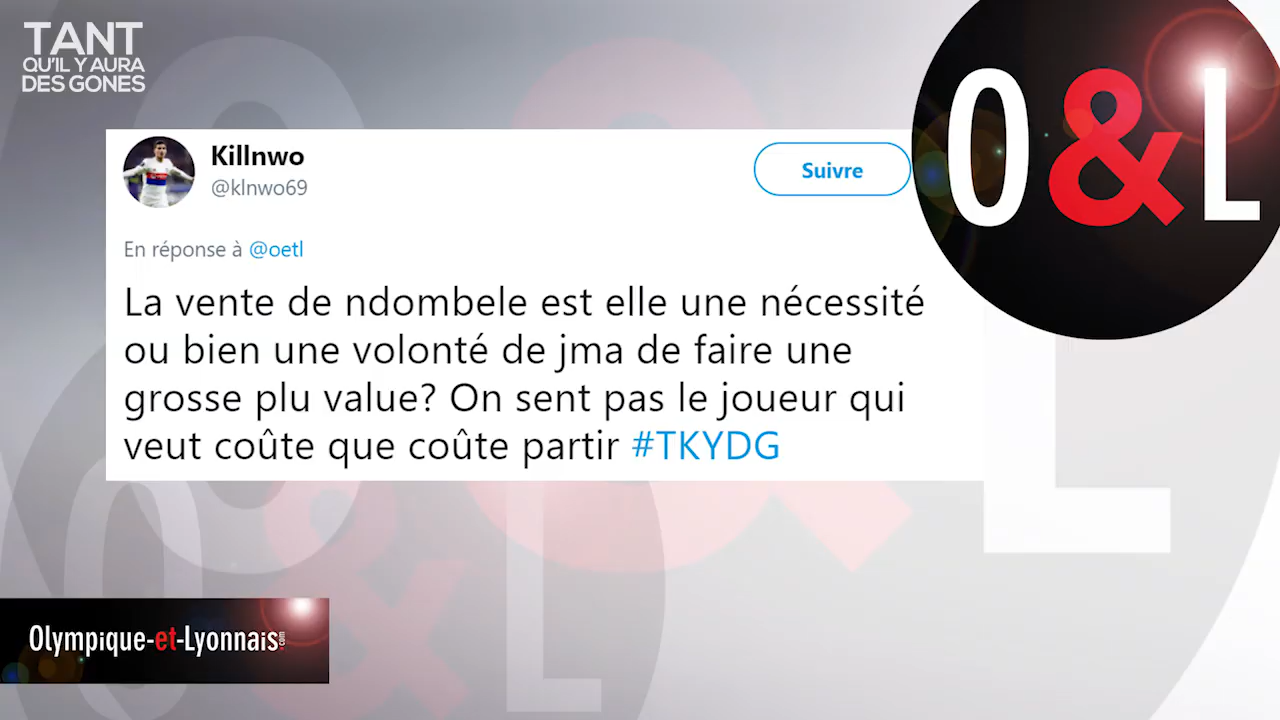 TANT
QU'IL Y AURA
DES GONES
O&L
Killnwo
@klnwo69
Suivre
En réponse à @oetl
La vente de ndombele est elle une nécessité
ou bien une volonté de jma de faire une
grosse plu value? On sent pas le joueur qui
veut coûte que coûte partir #TKYDG
Olympique-et-Lyonnais.com